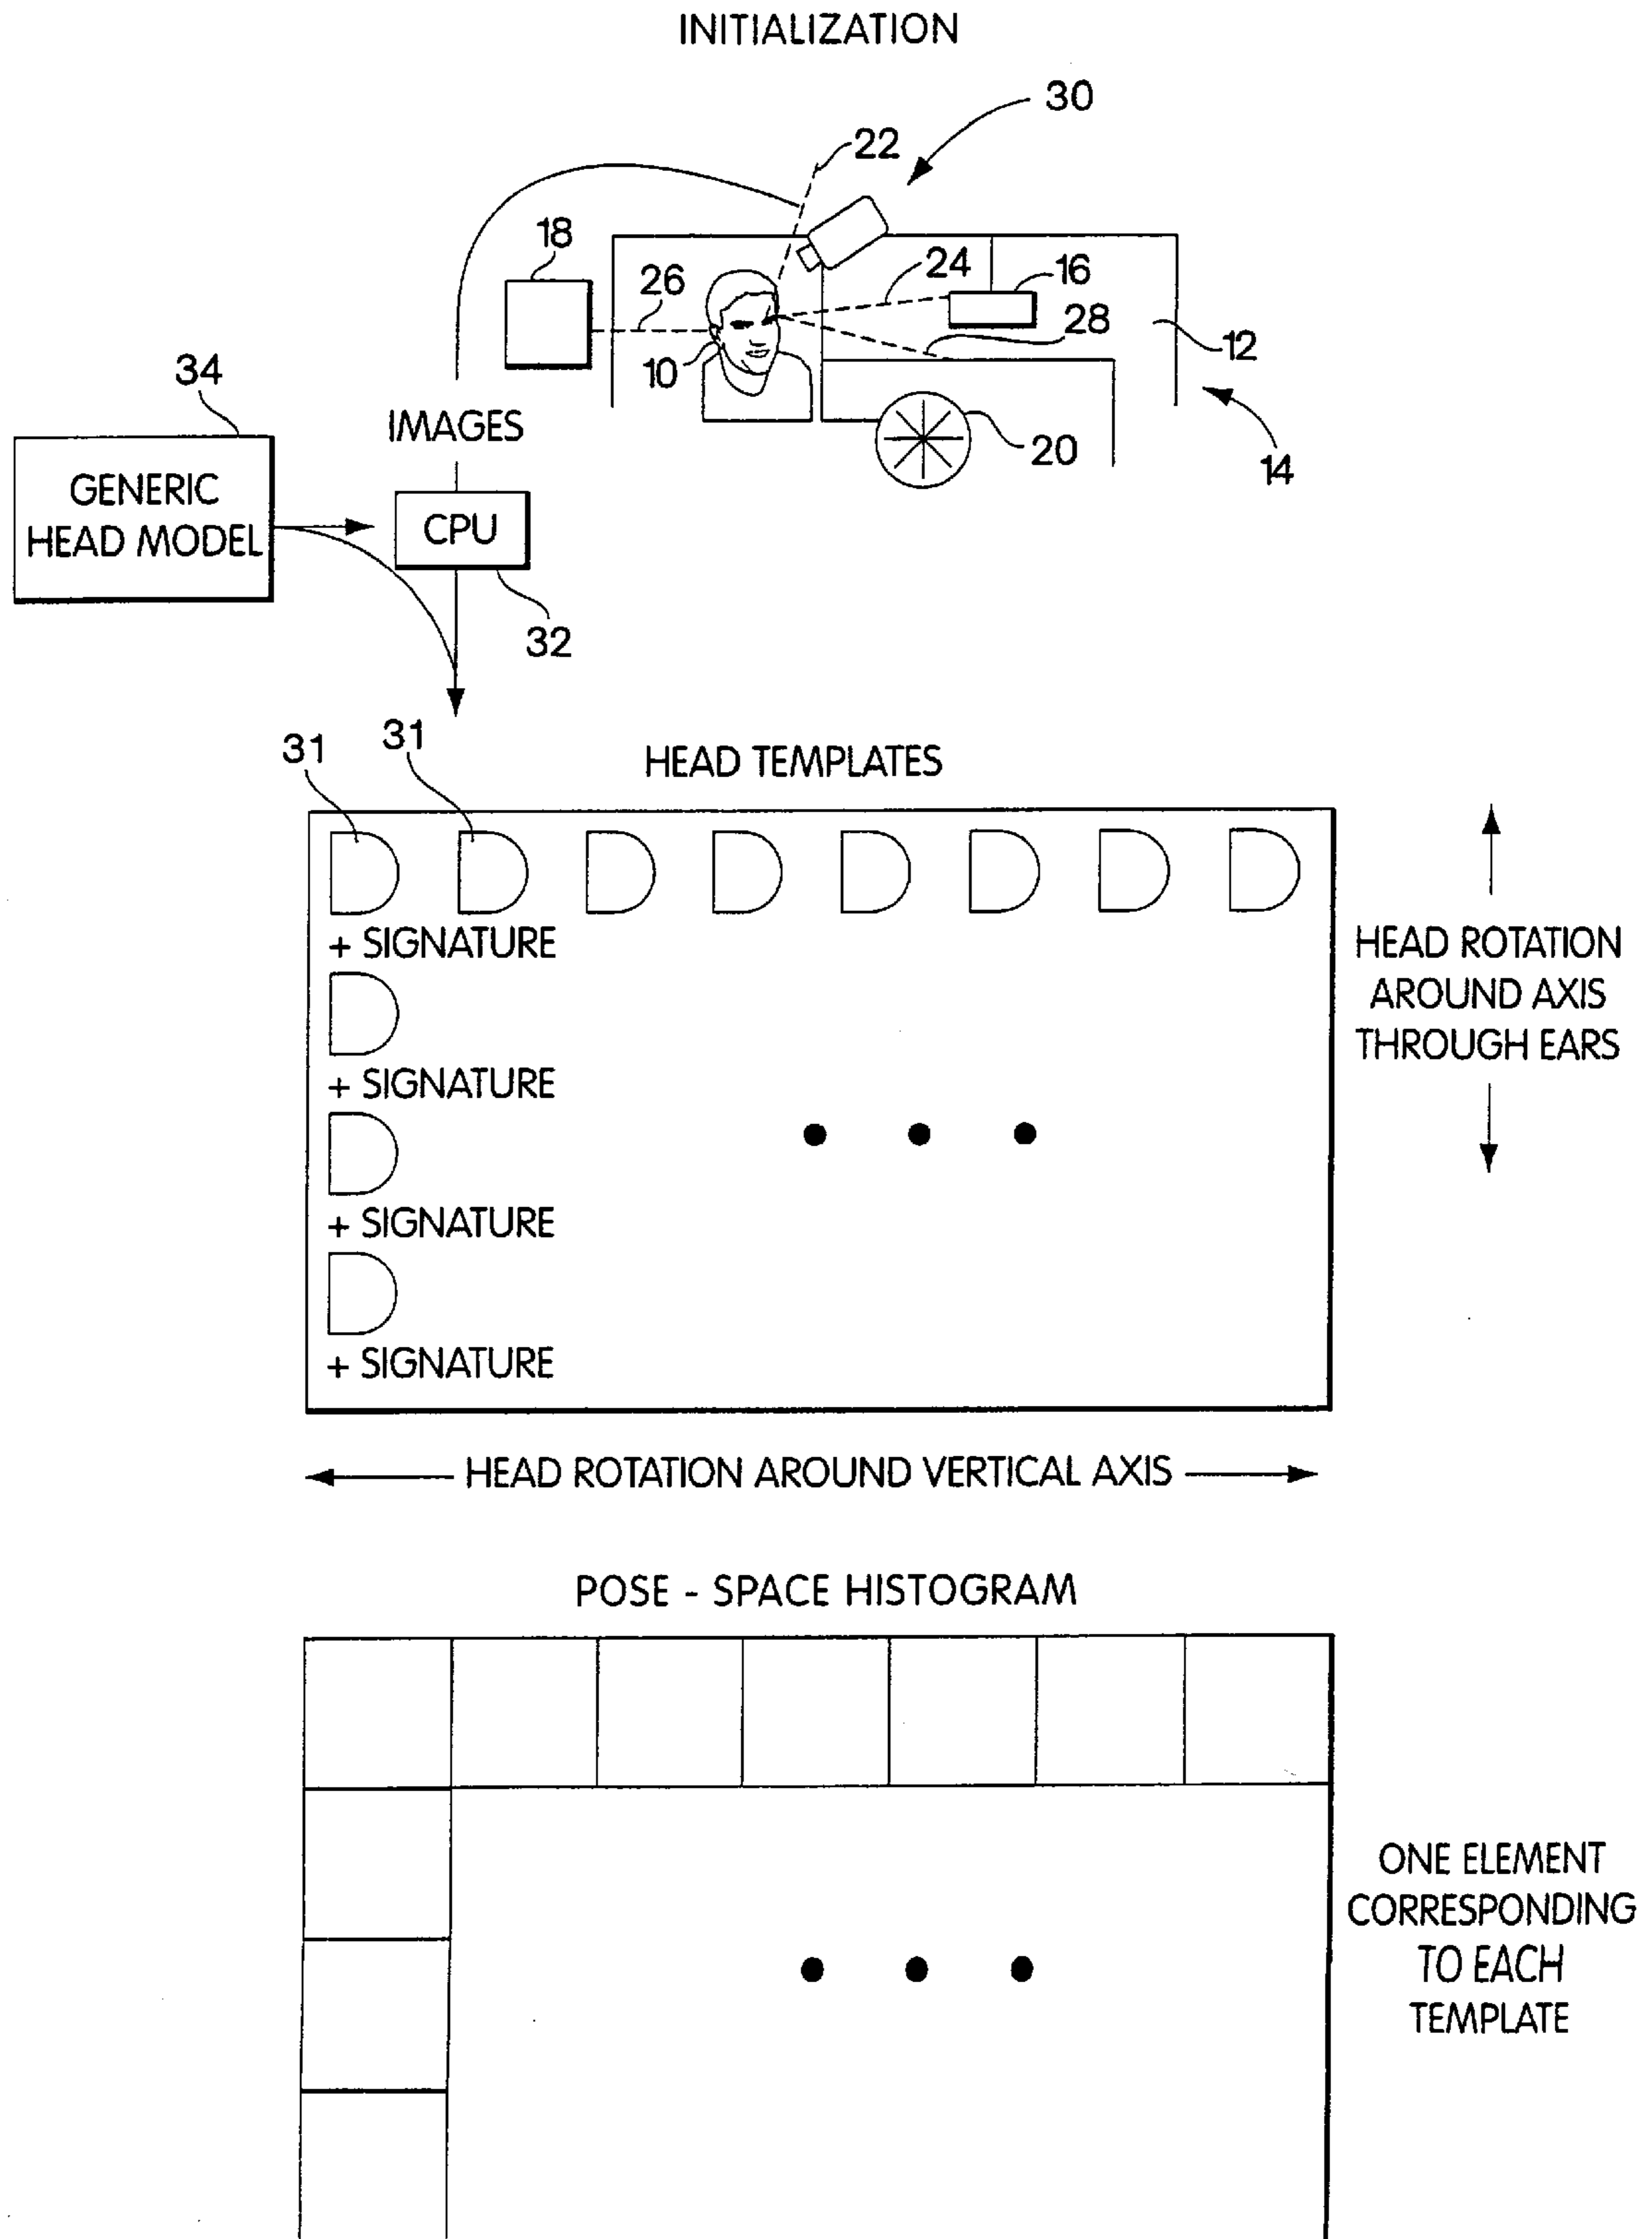 INITIALIZATION
30
22
18
26
24
16
28
12
10
20
14
34
IMAGES
GENERIC
HEAD MODEL
CPU
32
31
31
HEAD TEMPLATES
+ SIGNATURE
HEAD ROTATION
AROUND AXIS
THROUGH EARS
+ SIGNATURE
+ SIGNATURE
+ SIGNATURE
HEAD ROTATION AROUND VERTICAL AXIS
POSE - SPACE HISTOGRAM
ONE ELEMENT
CORRESPONDING
TO EACH
TEMPLATE